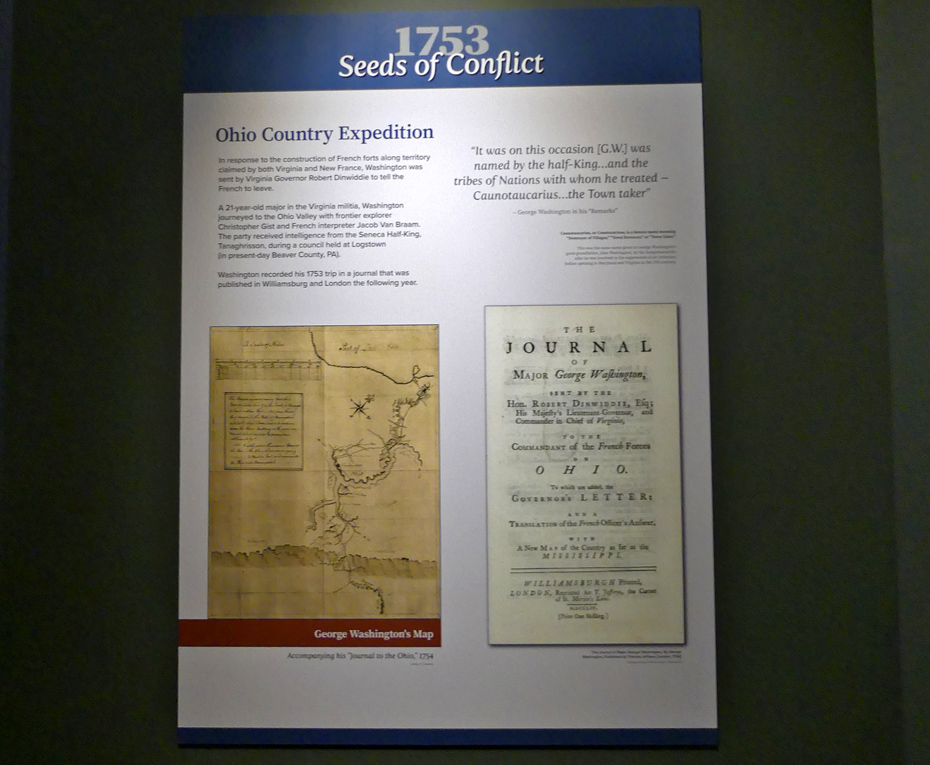 1753
Seeds of Conflict
Ohio Country Expedition
In response to the construction of French forts along territory
claimed by both Virginia and New France, Washington was
sent by Virginia Governor Robert Dinwiddie to tell the
French to leave.
A 21-year-old major in the Virginia militia, Washington
journeyed to the Ohio Valley with frontier explorer
Christopher Gist and French interpreter Jacob Van Braam.
The party received intelligence from the Seneca Half-King,
Tanaghrisson, during a council held at Logstown
(in present-day Beaver County, PA).
Washington recorded his 1753 trip in a journal that was
published in Williamsburg and London the following year.
"It was on this occasion [G.W.] was
named by the half-King...and the
tribes of Nations with whom he treated –
Caunotaucarius...the Town taker"
– George Washington in his "Remarks"
George Washington's Map
Accompanying his "Journal to the Ohio," 1754
THE
JOURNAL
OF
MAJOR George Washington,
SENT BY THE
Hon. ROBERT DINWIDDIE, Esq;
His Majesty's Lieutenant-Governor, and
Commander in Chief of Virginia,
TO THE
COMMANDANT of the French Forces
ON
OHIO.
To which are added, the
GOVERNOR'S LETTER:
AND A
TRANSLATION of the French Officer's Answer,
WITH
A New MAP of the Country as far as the
MISSISSIPPI.
WILLIAMSBURGH Printed,
LONDON, Reprinted for T. Jefferys, the Corner
of St. Martin's Lane.
MDCCLIV.
[Price One Shilling.]